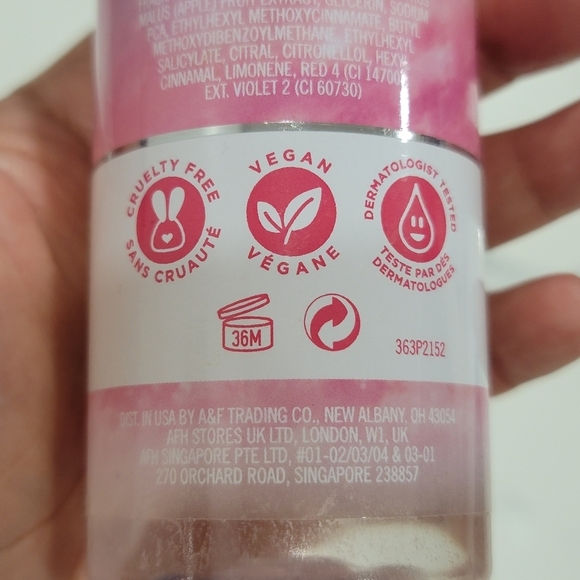 MALUS (APPLE) FRUIT EXTRACT, GLYCERIN, SODIUM
PCA, ETHYLHEXYL METHOXYCINNAMATE, BUTYL
METHOXYDIBENZOYLMETHANE, ETHYLHEXYL
SALICYLATE, CITRAL, CITRONELLOL, HEXYL
CINNAMAL, LIMONENE, RED 4 (CI 14700)
EXT. VIOLET 2 (CI 60730)
CRUELTY FREE
SANS CRUAUTÉ
VEGAN
VÉGANE
DERMATOLOGIST TESTED
TESTE PAR DES
DERMATOLOGUES
36M
363P2152
DIST. IN USA BY A&F TRADING CO., NEW ALBANY, OH 43054
AFH STORES UK LTD, LONDON, W1, UK
AFH SINGAPORE PTE LTD, #01-02/03/04 & 03-01
270 ORCHARD ROAD, SINGAPORE 238857